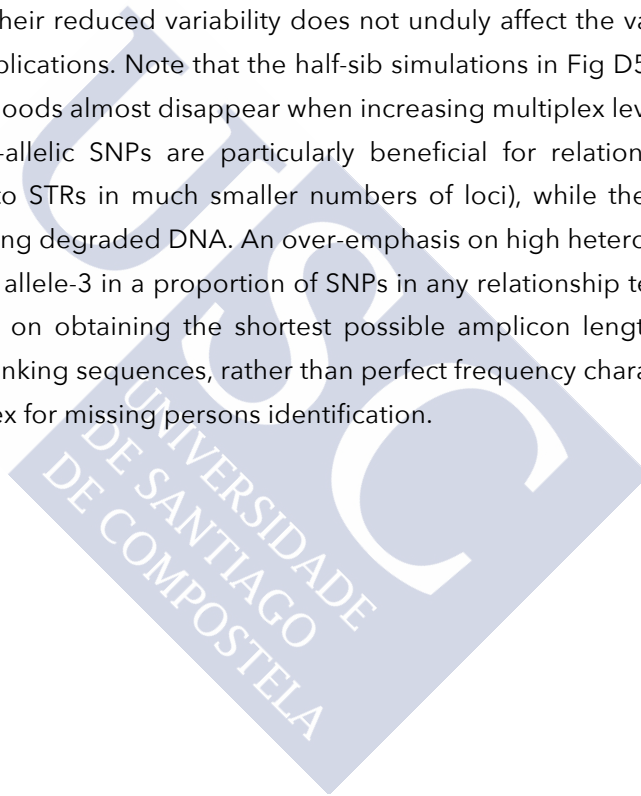 heir reduced variability does not unduly affect the va
plications. Note that the half-sib simulations in Fig D5
oods almost disappear when increasing multiplex lev
-allelic SNPs are particularly beneficial for relation
to STRs in much smaller numbers of loci), while the
ng degraded DNA. An over-emphasis on high hetero
allele-3 in a proportion of SNPs in any relationship te
on obtaining the shortest possible amplicon lengt
nking sequences, rather than perfect frequency chara
ex for missing persons identification.
USC
UNIVERSIDADE
DE SANTIAGO
DE COMPOSTELA